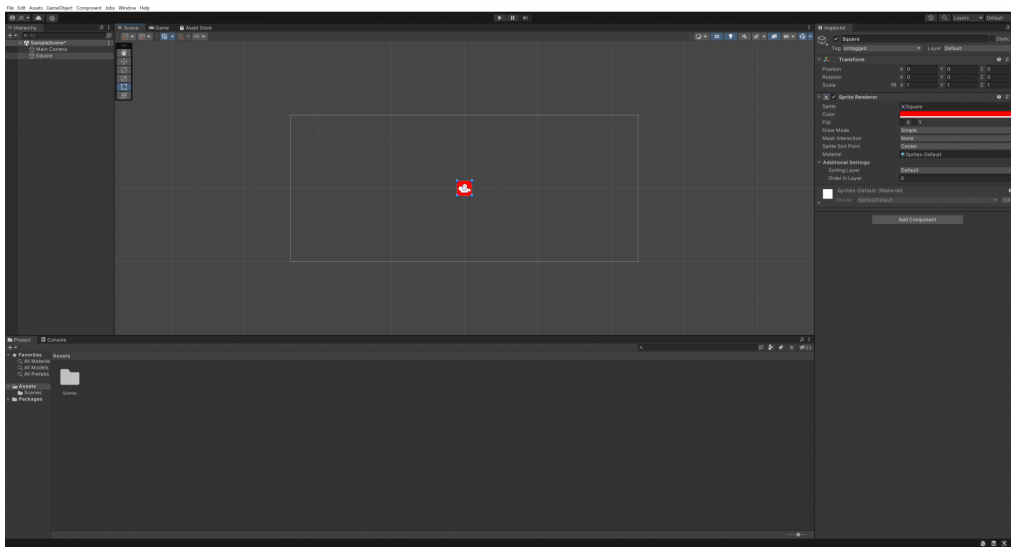 File Edit Assets GameObject Component Jobs Window Help
Layers Default
Hierarchy
All
SampleScene*
Main Camera
Square
Scene Game Asset Store
2D
Inspector
Square Static
Tag Untagged Layer Default
Transform
Position X 0 Y 0 Z 0
Rotation X 0 Y 0 Z 0
Scale X 1 Y 1 Z 1
Sprite Renderer
Sprite Square
Color
Flip X Y
Draw Mode Simple
Mask Interaction None
Sprite Sort Point Center
Material Sprites-Default
Additional Settings
Sorting Layer Default
Order in Layer 0
Sprites-Default (Material)
Shader Sprites/Default
Add Component
Project Console
Favorites
All Material
All Models
All Prefabs
Assets
Scenes
Packages
Assets
Scenes